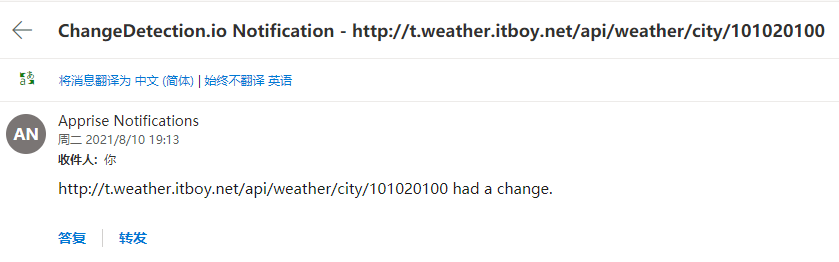 ChangeDetection.io Notification - http://t.weather.itboy.net/api/weather/city/101020100
将消息翻译为 中文 (简体) | 始终不翻译 英语
AN
Apprise Notifications
周二 2021/8/10 19:13
收件人: 你
http://t.weather.itboy.net/api/weather/city/101020100 had a change.
答复 转发